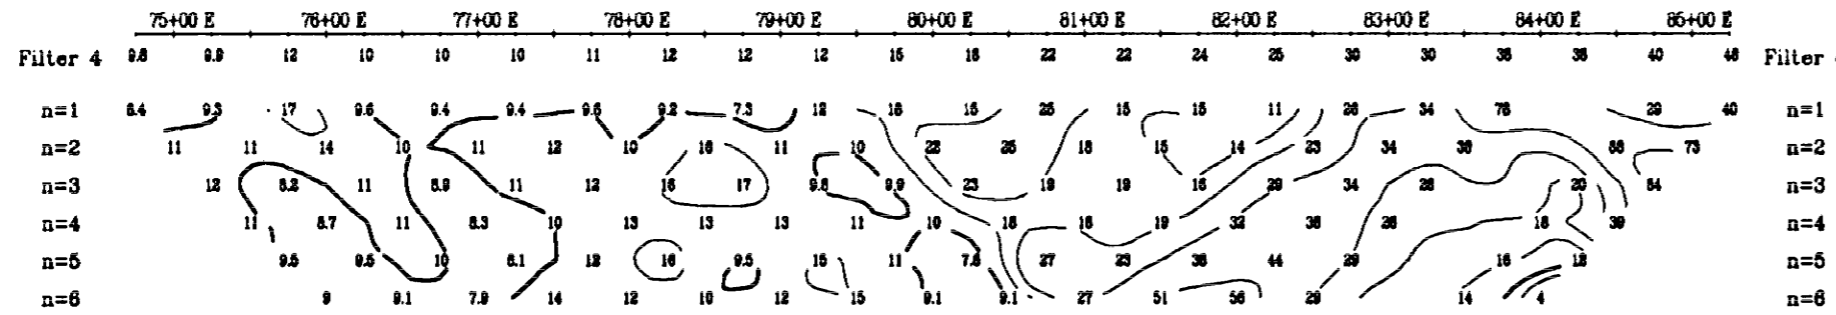 75+00 E 76+00 E 77+00 E 78+00 E 79+00 E 80+00 E 81+00 E 82+00 E 83+00 E 84+00 E 85+00 E
Filter 4 9.8 9.9 12 10 10 10 11 12 12 12 15 18 22 22 24 25 30 30 38 38 40 48 Filter
n=1 8.4 9.3 17 9.6 9.4 9.4 9.6 9.2 7.3 12 18 15 25 15 15 11 26 34 78 29 40 n=1
n=2 11 11 14 10 11 12 10 16 11 10 22 25 18 15 14 23 34 38 88 73 n=2
n=3 12 8.2 11 8.9 11 12 16 17 9.8 9.9 23 19 19 16 29 34 28 20 54 n=3
n=4 11 8.7 11 8.3 10 13 13 13 11 10 18 16 19 32 38 26 18 39 n=4
n=5 9.5 9.5 10 8.1 12 16 9.5 15 11 7.8 27 23 38 44 29 16 12 n=5
n=6 9 9.1 7.9 14 12 10 12 15 9.1 9.1 27 51 56 29 14 4 n=6